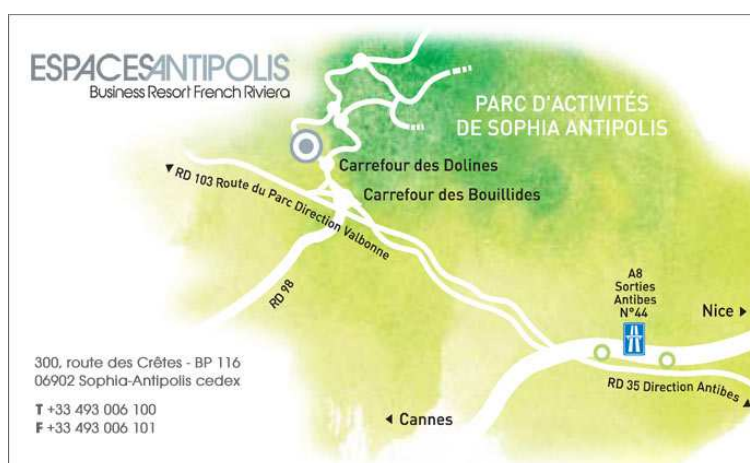 ESPACESANTIPOLIS
Business Resort French Riviera
PARC D'ACTIVITÉS
DE SOPHIA ANTIPOLIS
Carrefour des Dolines
RD 103 Route du Parc Direction Valbonne
Carrefour des Bouillides
RD 98
A8
Sorties
Antibes
N°44
Nice
300, route des Crêtes - BP 116
06902 Sophia-Antipolis cedex
RD 35 Direction Antibes
T +33 493 006 100
F +33 493 006 101
Cannes